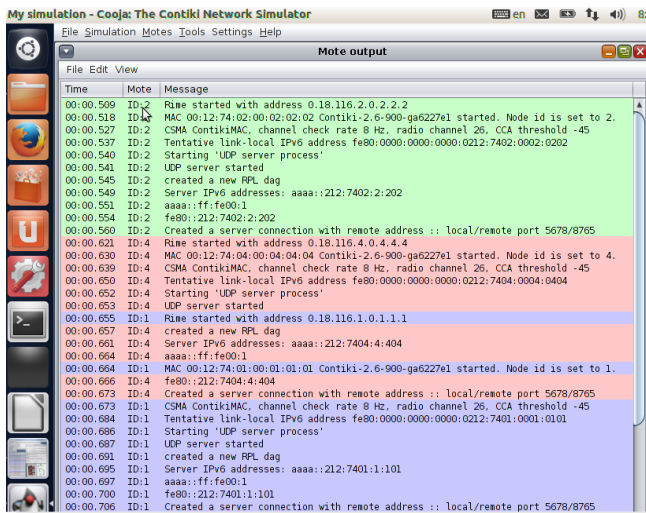 My simulation - Cooja: The Contiki Network Simulator en 8:
File Simulation Motes Tools Settings Help
Mote output
File Edit View
Time Mote Message
00:00.509 ID:2 Rime started with address 0.18.116.2.0.2.2.2
00:00.518 ID:2 MAC 00:12:74:02:00:02:02:02 Contiki-2.6-900-ga6227e1 started. Node id is set to 2.
00:00.527 ID:2 CSMA ContikiMAC, channel check rate 8 Hz, radio channel 26, CCA threshold -45
00:00.537 ID:2 Tentative link-local IPv6 address fe80:0000:0000:0000:0212:7402:0002:0202
00:00.540 ID:2 Starting 'UDP server process'
00:00.541 ID:2 UDP server started
00:00.545 ID:2 created a new RPL dag
00:00.549 ID:2 Server IPv6 addresses: aaaa::212:7402:2:202
00:00.551 ID:2 aaaa::ff:fe00:1
00:00.554 ID:2 fe80::212:7402:2:202
00:00.560 ID:2 Created a server connection with remote address :: local/remote port 5678/8765
00:00.621 ID:4 Rime started with address 0.18.116.4.0.4.4.4
00:00.630 ID:4 MAC 00:12:74:04:00:04:04:04 Contiki-2.6-900-ga6227e1 started. Node id is set to 4.
00:00.639 ID:4 CSMA ContikiMAC, channel check rate 8 Hz, radio channel 26, CCA threshold -45
00:00.650 ID:4 Tentative link-local IPv6 address fe80:0000:0000:0000:0212:7404:0004:0404
00:00.652 ID:4 Starting 'UDP server process'
00:00.653 ID:4 UDP server started
00:00.655 ID:1 Rime started with address 0.18.116.1.0.1.1.1
00:00.657 ID:4 created a new RPL dag
00:00.661 ID:4 Server IPv6 addresses: aaaa::212:7404:4:404
00:00.664 ID:4 aaaa::ff:fe00:1
00:00.664 ID:1 MAC 00:12:74:01:00:01:01:01 Contiki-2.6-900-ga6227e1 started. Node id is set to 1.
00:00.666 ID:4 fe80::212:7404:4:404
00:00.673 ID:4 Created a server connection with remote address :: local/remote port 5678/8765
00:00.673 ID:1 CSMA ContikiMAC, channel check rate 8 Hz, radio channel 26, CCA threshold -45
00:00.684 ID:1 Tentative link-local IPv6 address fe80:0000:0000:0000:0212:7401:0001:0101
00:00.686 ID:1 Starting 'UDP server process'
00:00.687 ID:1 UDP server started
00:00.691 ID:1 created a new RPL dag
00:00.695 ID:1 Server IPv6 addresses: aaaa::212:7401:1:101
00:00.697 ID:1 aaaa::ff:fe00:1
00:00.700 ID:1 fe80::212:7401:1:101
00:00.706 ID:1 Created a server connection with remote address :: local/remote port 5678/8765